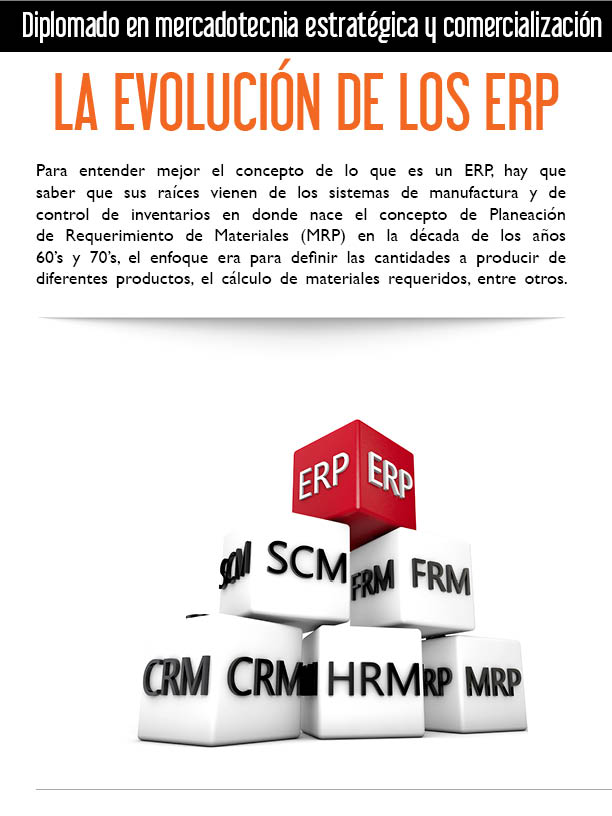 Diplomado en mercadotecnia estratégica y comercialización
LA EVOLUCIÓN DE LOS ERP
Para entender mejor el concepto de lo que es un ERP, hay que
saber que sus raíces vienen de los sistemas de manufactura y de
control de inventarios en donde nace el concepto de Planeación
de Requerimiento de Materiales (MRP) en la década de los años
60's y 70's, el enfoque era para definir las cantidades a producir de
diferentes productos, el cálculo de materiales requeridos, entre otros.
ERP ERP
SCM SCM FRM FRM
CRM CRM HRM RP MRP